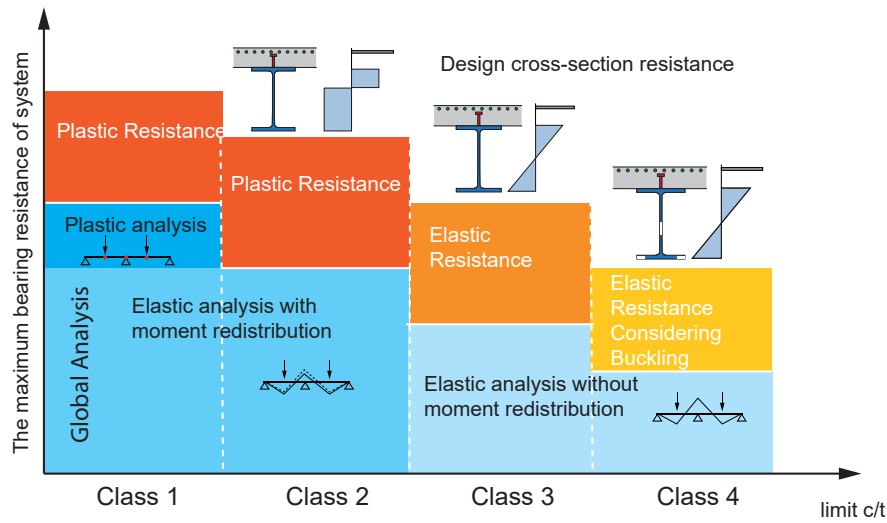 The maximum bearing resistance of system
Design cross-section resistance
Plastic Resistance
Plastic Resistance
Elastic
Resistance
Elastic
Resistance
Considering
Buckling
Global Analysis
Plastic analysis
Elastic analysis with
moment redistribution
Elastic analysis without
moment redistribution
Class 1
Class 2
Class 3
Class 4
limit c/t